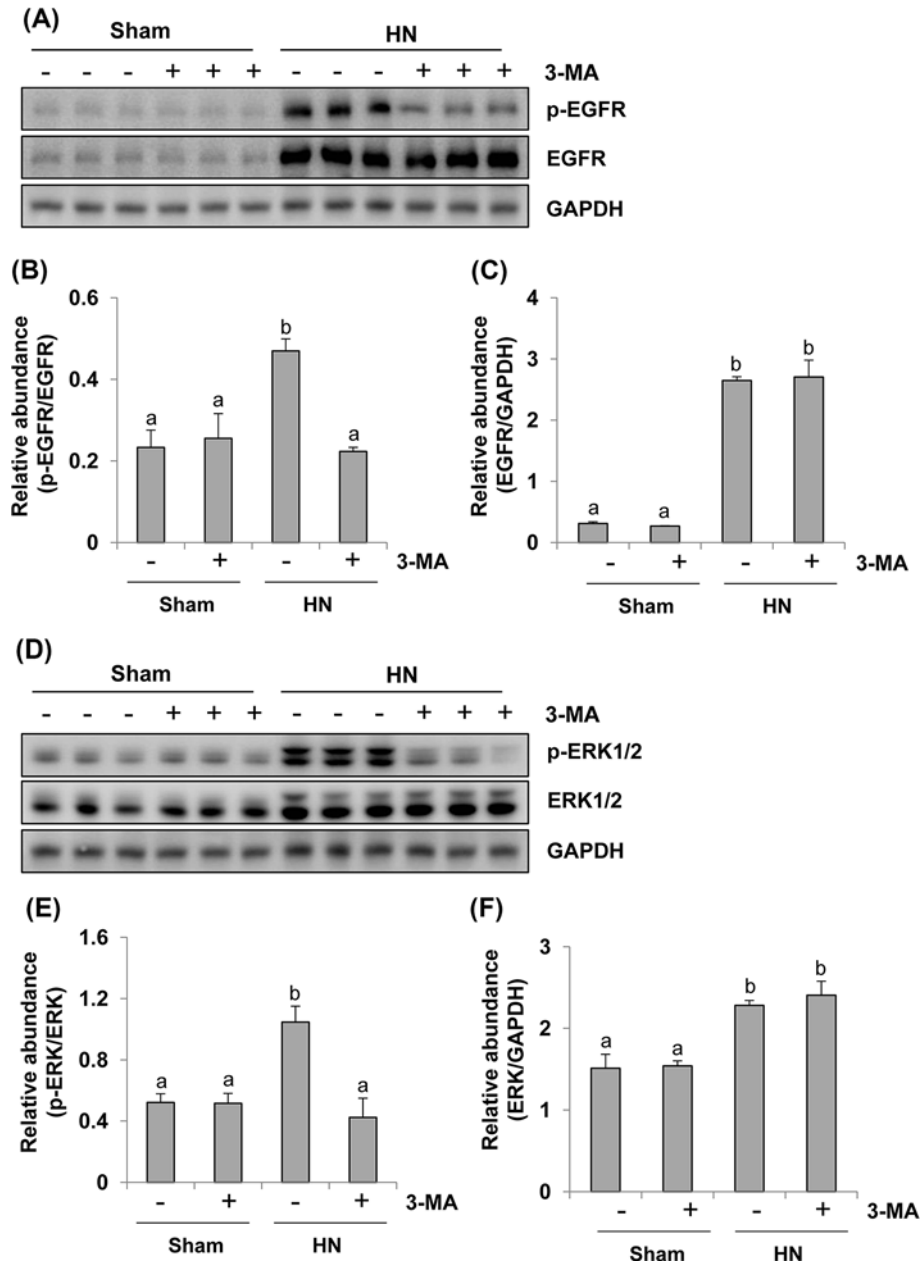 (A)
Sham HN
- - - + + + - - - + + + 3-MA
p-EGFR
EGFR
GAPDH
(B)
Relative abundance
(p-EGFR/EGFR)
0.6
0.4
0.2
0
a
a
b
a
- + - + 3-MA
Sham HN
(C)
Relative abundance
(EGFR/GAPDH)
4
3
2
1
0
a
a
b
b
- + - + 3-MA
Sham HN
(D)
Sham HN
- - - + + + - - - + + + 3-MA
p-ERK1/2
ERK1/2
GAPDH
(E)
Relative abundance
(p-ERK/ERK)
1.6
1.2
0.8
0.4
0
a
a
b
a
- + - + 3-MA
Sham HN
(F)
Relative abundance
(ERK/GAPDH)
3
2
1
0
a
a
b
b
- + - + 3-MA
Sham HN